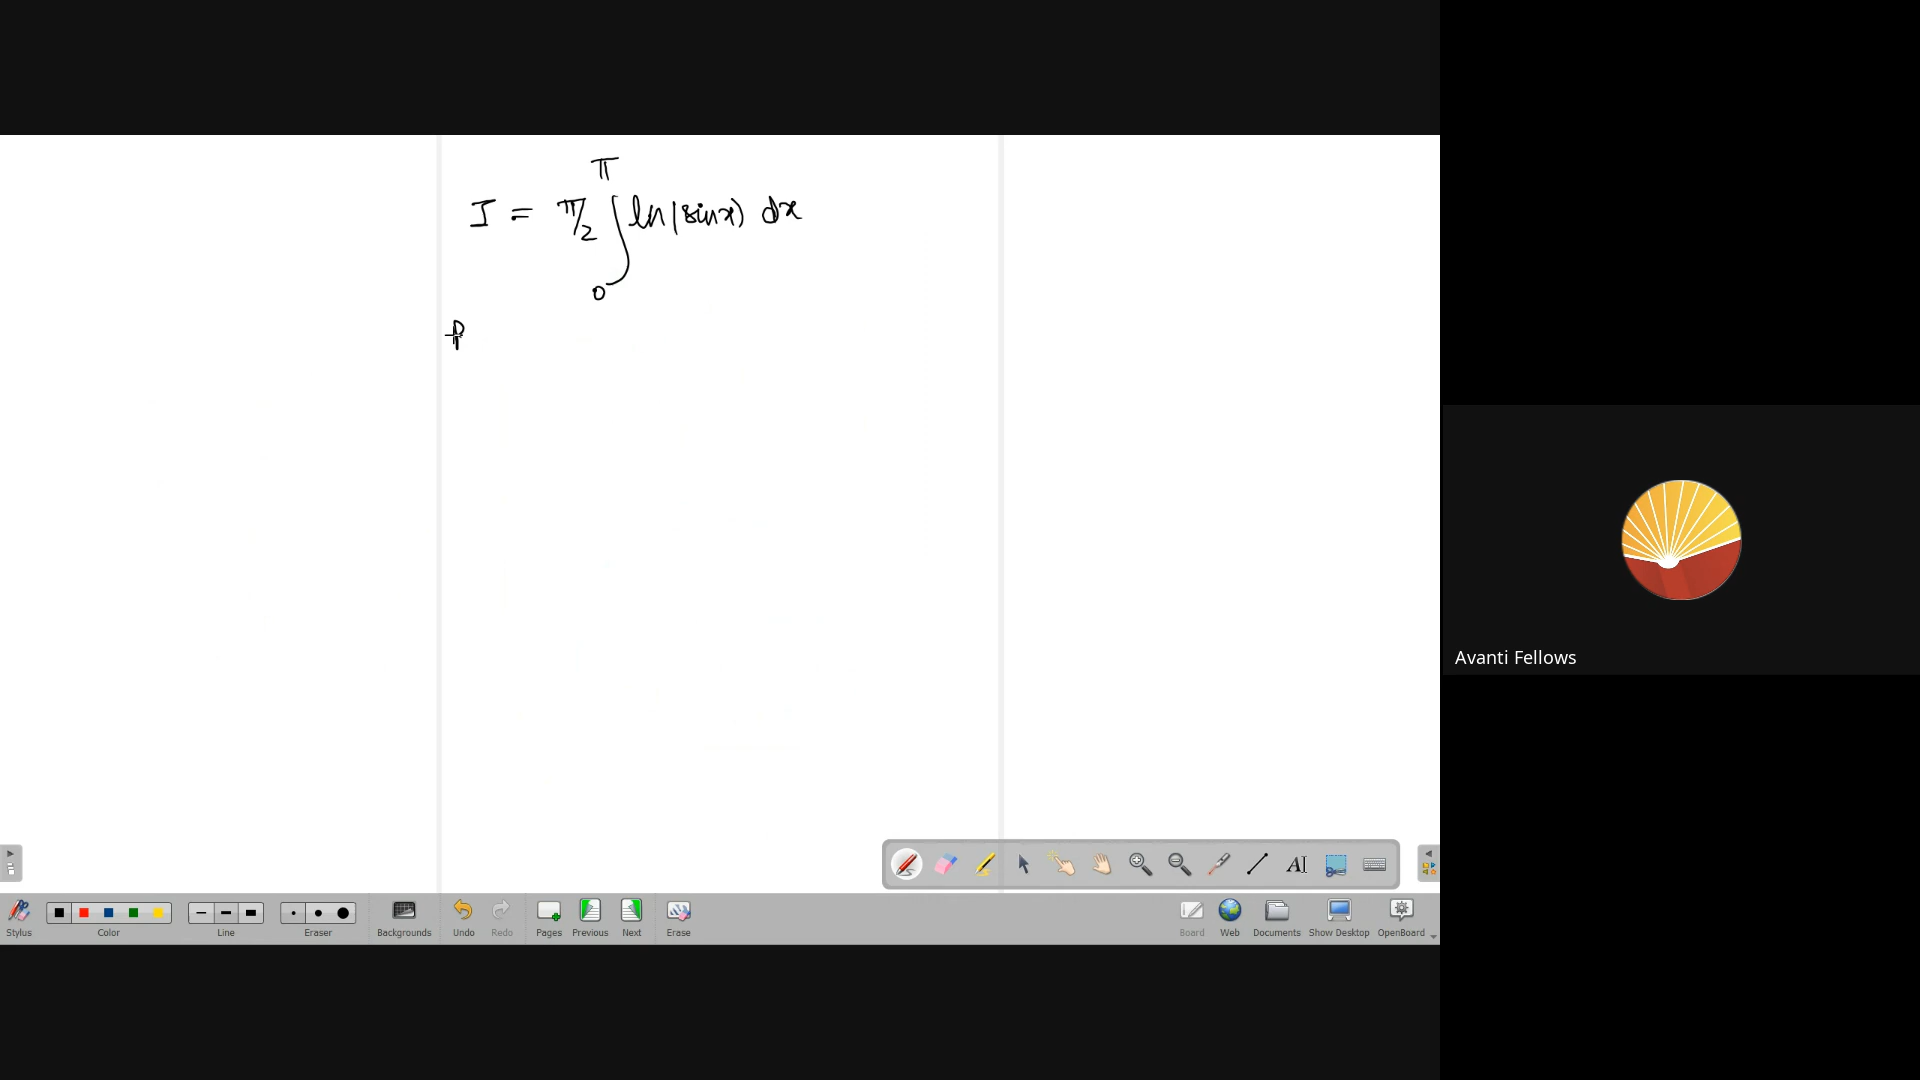 π
I = π/2 ∫ ln(sinx) dx
0
P
Avanti Fellows
AI
Stylus Color Line Eraser Backgrounds Undo Redo Pages Previous Next Erase Board Web Documents Show Desktop OpenBoard